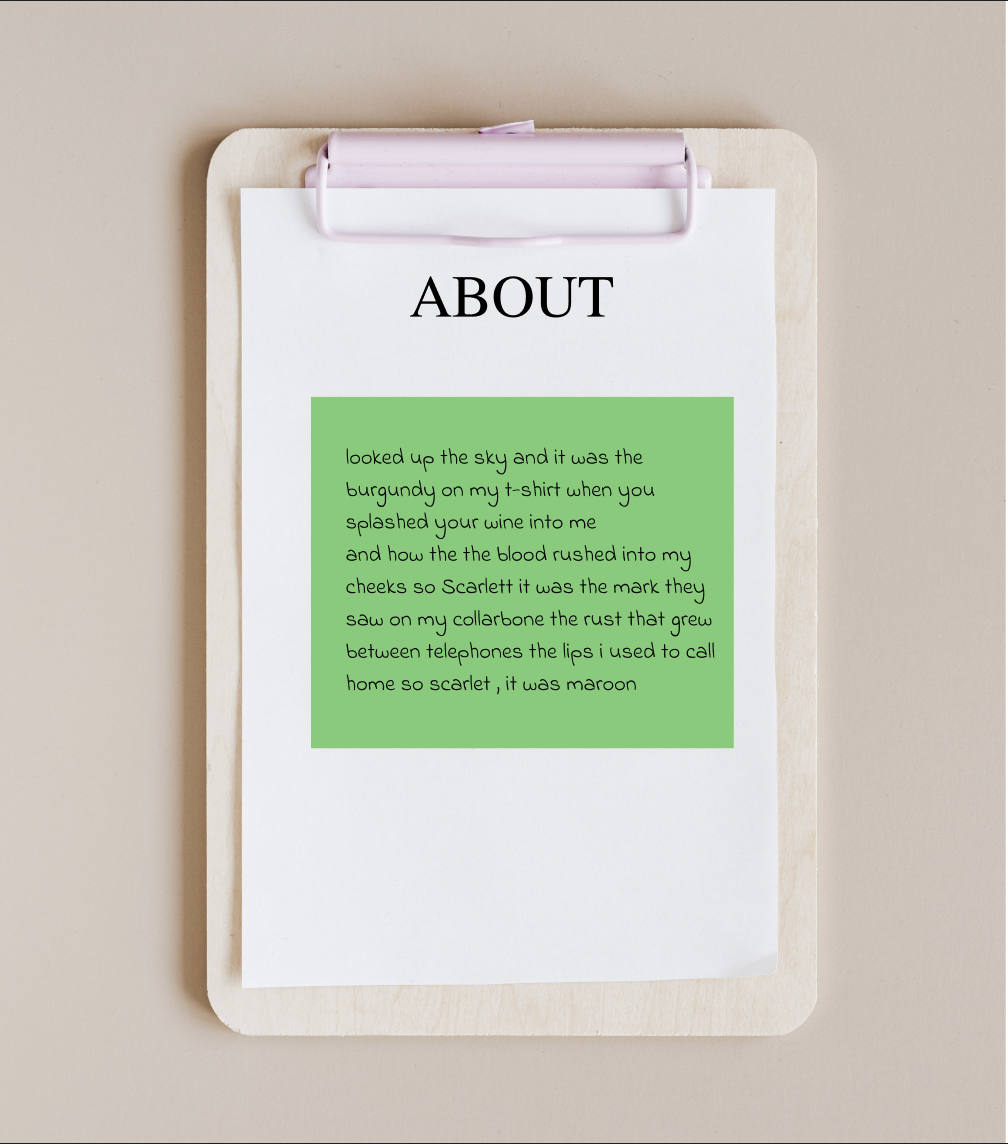 ABOUT
looked up the sky and it was the
burgundy on my t-shirt when you
splashed your wine into me
and how the the blood rushed into my
cheeks so Scarlett it was the mark they
saw on my collarbone the rust that grew
between telephones the lips i used to call
home so scarlet , it was maroon